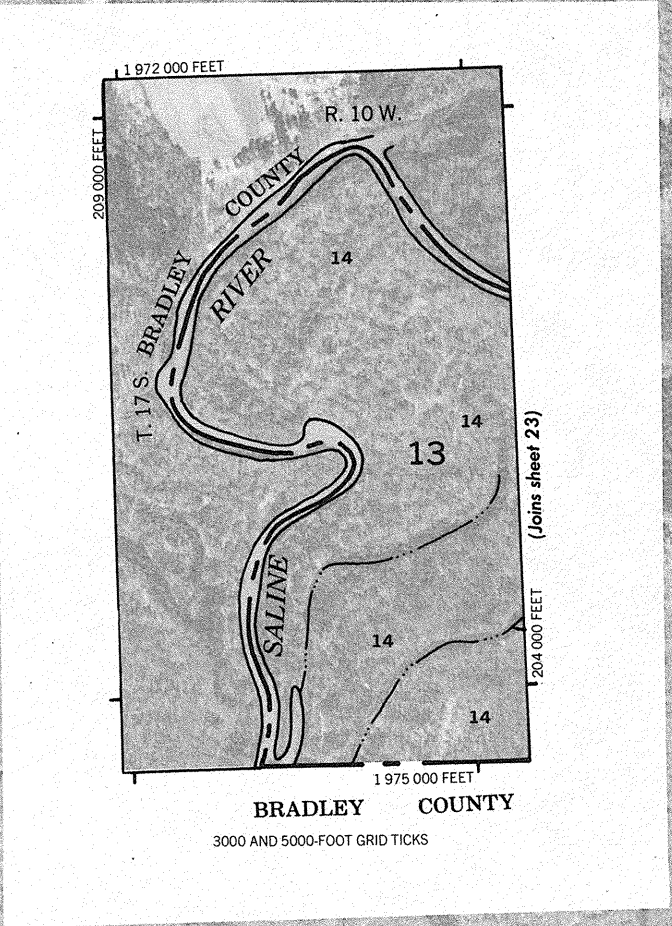 1 972 000 FEET
R. 10 W.
209 000 FEET
BRADLEY COUNTY
RIVER
14
T. 17 S.
14
13
(Joins sheet 23)
SALINE
14
204 000 FEET
14
1 975 000 FEET
BRADLEY COUNTY
3000 AND 5000-FOOT GRID TICKS